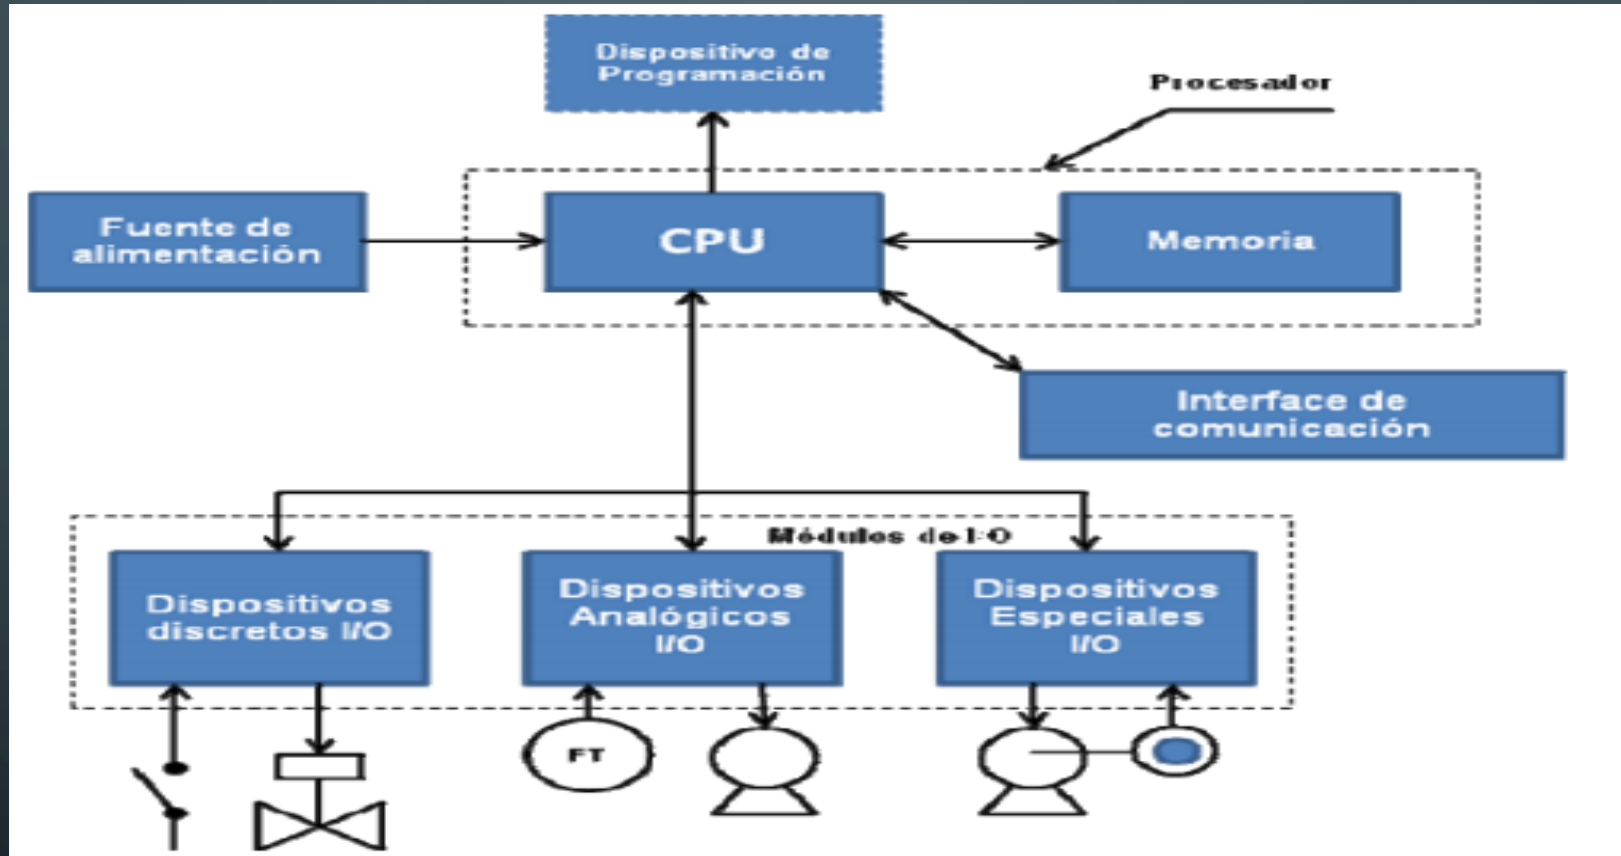 Dispositivo de
Programación
Procesador
Fuente de
alimentación
CPU
Memoria
Interface de
comunicación
Módulos de I/O
Dispositivos
discretos I/O
Dispositivos
Analógicos
I/O
Dispositivos
Especiales
I/O
FT